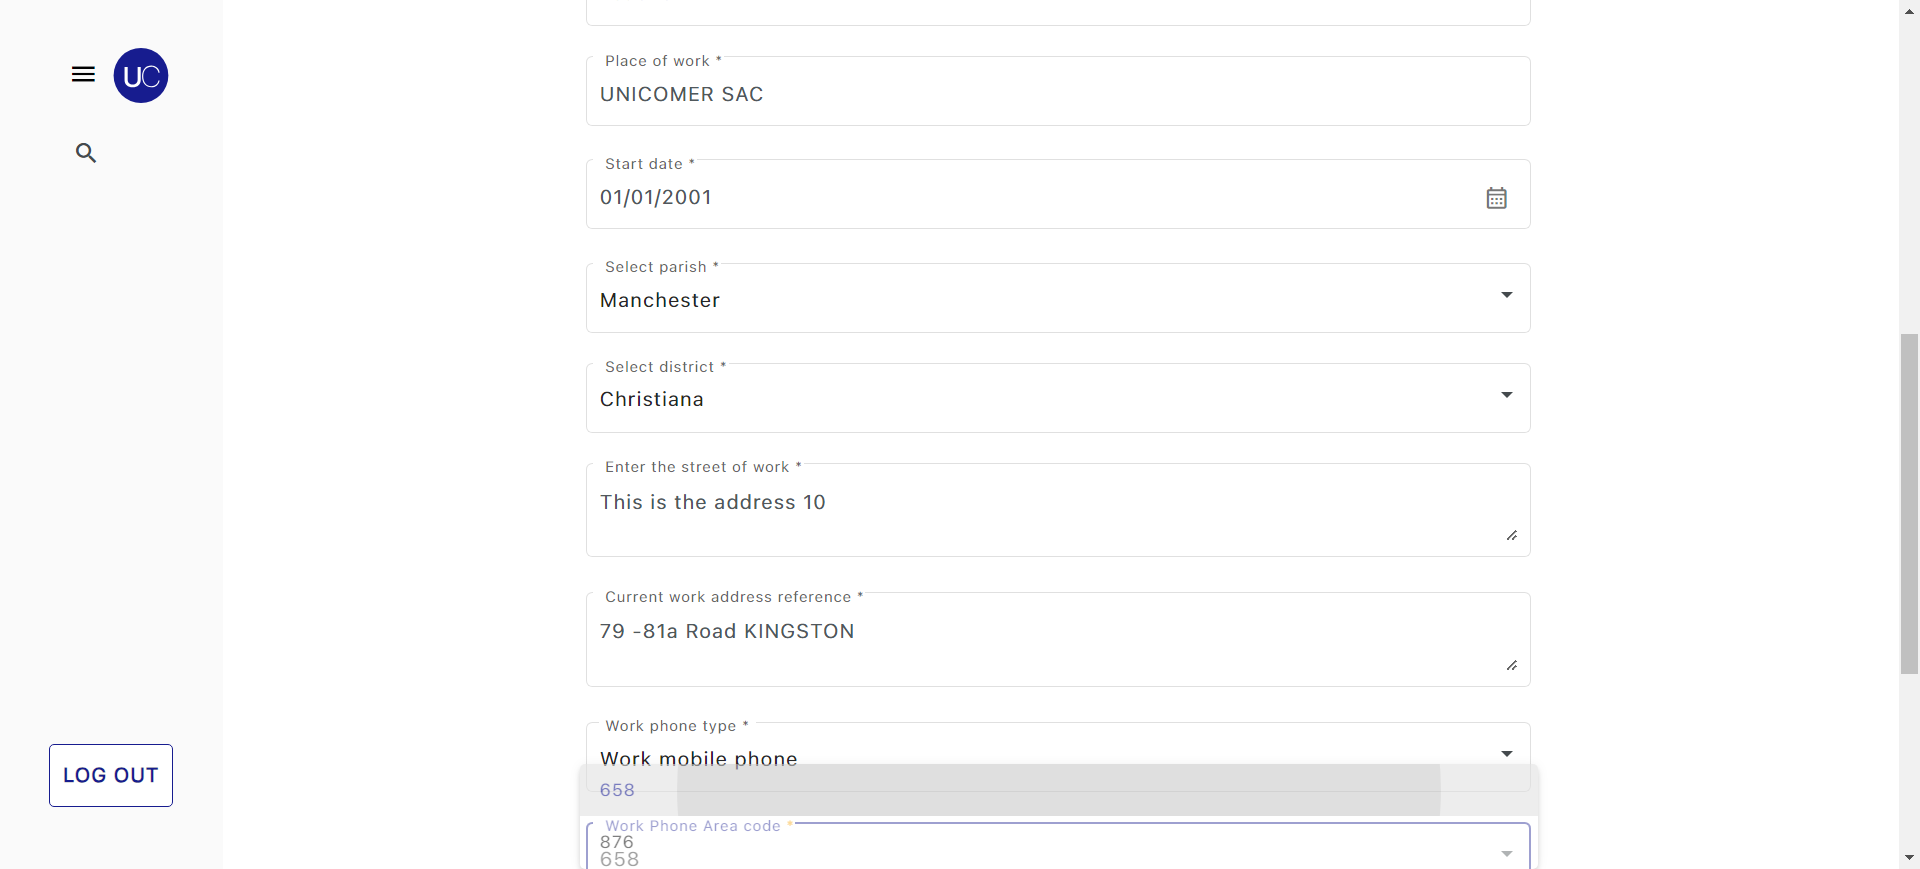 UC
Place of work *
UNICOMER SAC
Start date *
01/01/2001
Select parish *
Manchester
Select district *
Christiana
Enter the street of work *
This is the address 10
Current work address reference *
79 -81a Road KINGSTON
Work phone type *
Work mobile phone
658
Work Phone Area code *
876
658
LOG OUT